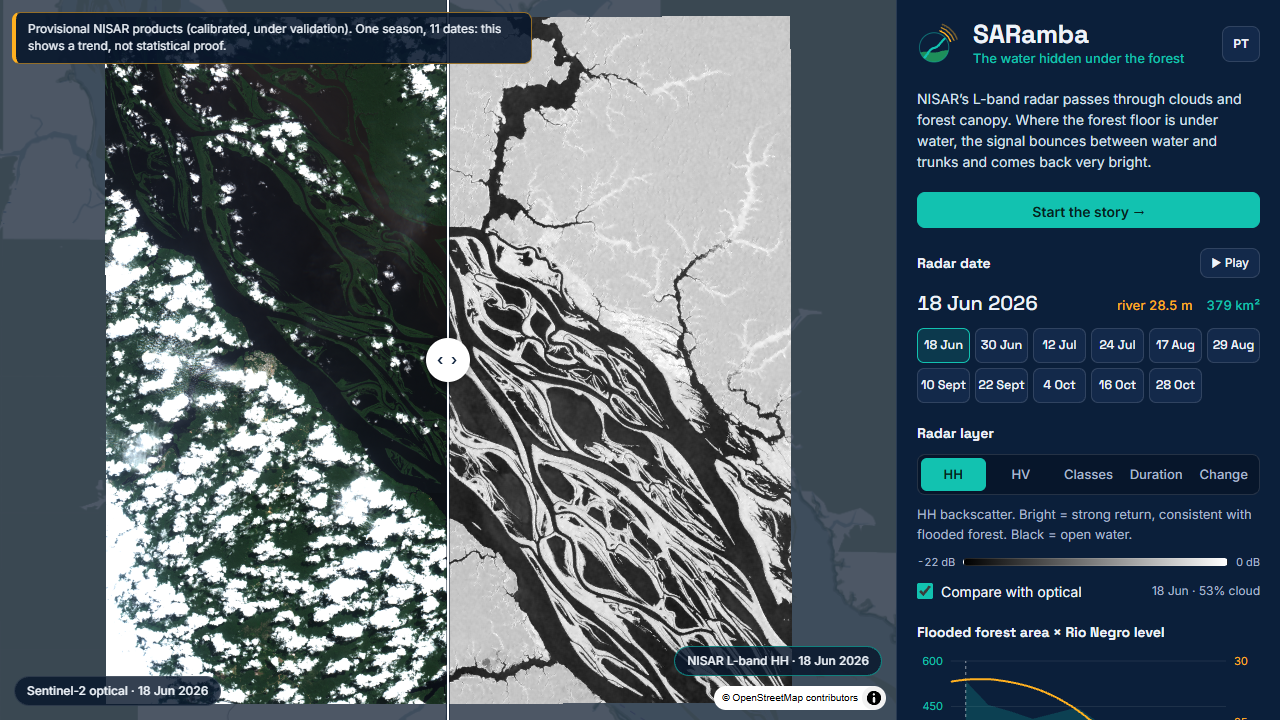 Provisional NISAR products (calibrated, under validation). One season, 11 dates: this
shows a trend, not statistical proof.
Sentinel-2 optical · 18 Jun 2026
NISAR L-band HH · 18 Jun 2026
© OpenStreetMap contributors
SARamba
The water hidden under the forest
PT
NISAR's L-band radar passes through clouds and
forest canopy. Where the forest floor is under
water, the signal bounces between water and
trunks and comes back very bright.
Start the story →
Radar date
▶ Play
18 Jun 2026
river 28.5 m
379 km²
18 Jun
30 Jun
12 Jul
24 Jul
17 Aug
29 Aug
10 Sept
22 Sept
4 Oct
16 Oct
28 Oct
Radar layer
HH
HV
Classes
Duration
Change
HH backscatter. Bright = strong return, consistent with
flooded forest. Black = open water.
-22 dB
0 dB
Compare with optical
18 Jun · 53% cloud
Flooded forest area × Rio Negro level
600
30
450